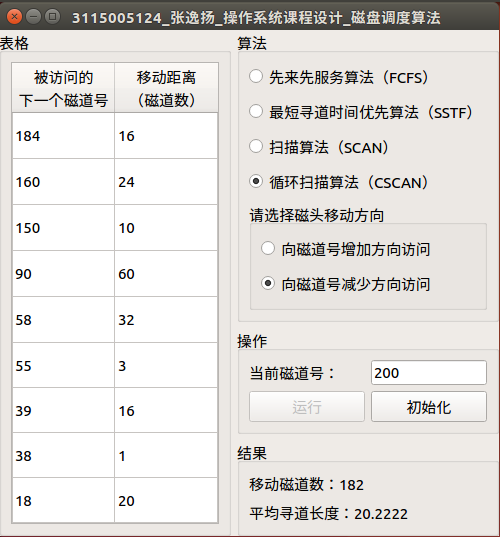 3115005124_张逸扬_操作系统课程设计_磁盘调度算法
表格
被访问的 移动距离
下一个磁道号 （磁道数）
184 16
160 24
150 10
90 60
58 32
55 3
39 16
38 1
18 20
算法
先来先服务算法（FCFS）
最短寻道时间优先算法（SSTF）
扫描算法（SCAN）
循环扫描算法（CSCAN）
请选择磁头移动方向
向磁道号增加方向访问
向磁道号减少方向访问
操作
当前磁道号： 200
运行 初始化
结果
移动磁道数：182
平均寻道长度：20.2222